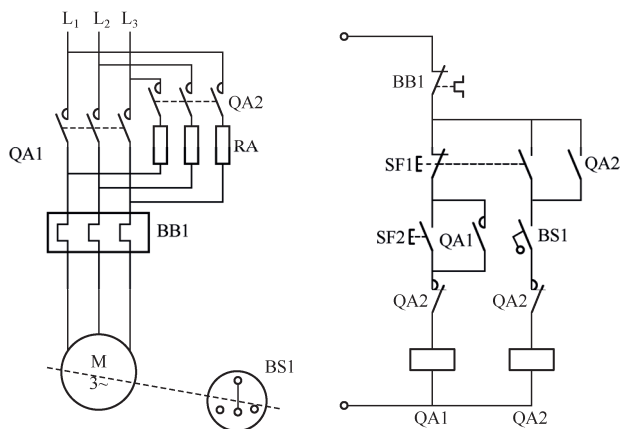 L₁ L₂ L₃
QA2
QA1
RA
BB1
M
3~
BS1
BB1
SF1
QA2
SF2
QA1
BS1
QA2
QA2
QA1
QA2